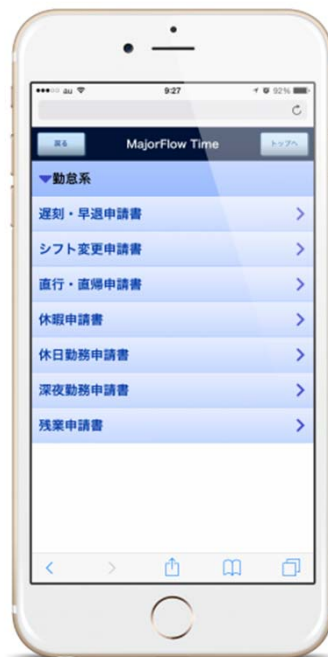 au 9:27 92%
戻る MajorFlow Time トップへ
▼勤怠系
遅刻・早退申請書
シフト変更申請書
直行・直帰申請書
休暇申請書
休日勤務申請書
深夜勤務申請書
残業申請書